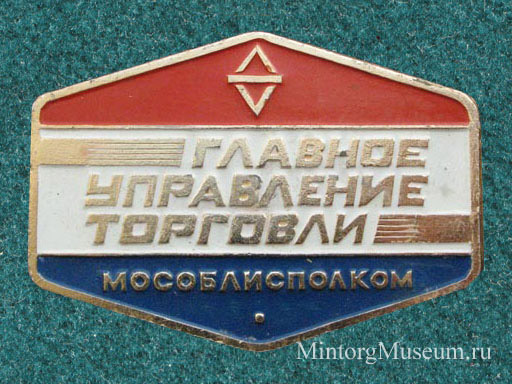 ГЛАВНОЕ
УПРАВЛЕНИЕ
ТОРГОВЛИ
МОСОБЛИСПОЛКОМ
MintorgMuseum.ru